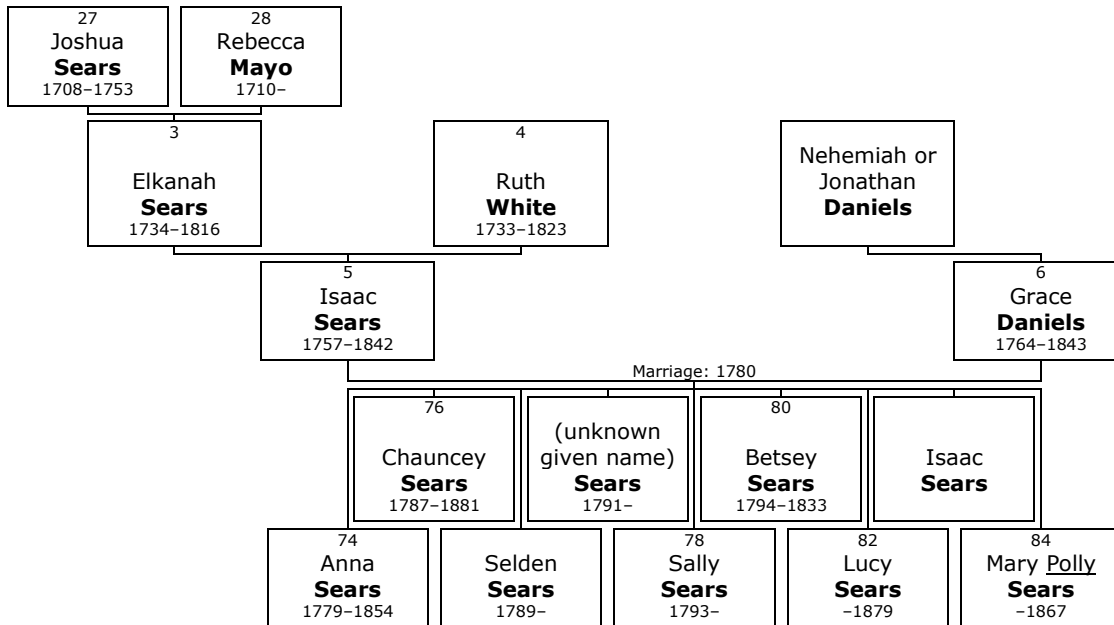 27
Joshua
Sears
1708–1753
28
Rebecca
Mayo
1710–
3
Elkanah
Sears
1734–1816
4
Ruth
White
1733–1823
Nehemiah or
Jonathan
Daniels
5
Isaac
Sears
1757–1842
6
Grace
Daniels
1764–1843
Marriage: 1780
76
Chauncey
Sears
1787–1881
(unknown
given name)
Sears
1791–
80
Betsey
Sears
1794–1833
Isaac
Sears
74
Anna
Sears
1779–1854
Selden
Sears
1789–
78
Sally
Sears
1793–
82
Lucy
Sears
–1879
84
Mary Polly
Sears
–1867